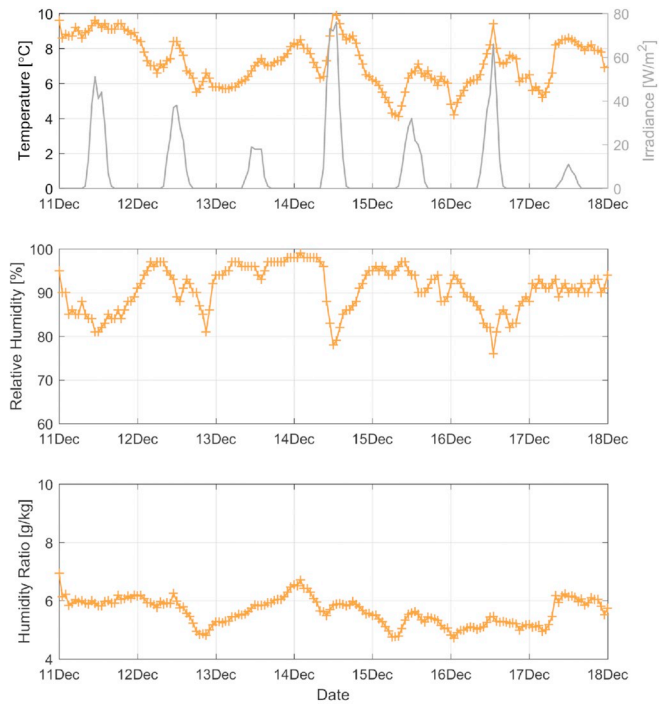 Temperature [°C]
10
8
6
4
2
0
80
60
40
20
0
Irradiance [W/m²]
11Dec 12Dec 13Dec 14Dec 15Dec 16Dec 17Dec 18Dec
Relative Humidity [%]
100
90
80
70
60
11Dec 12Dec 13Dec 14Dec 15Dec 16Dec 17Dec 18Dec
Humidity Ratio [g/kg]
10
8
6
4
11Dec 12Dec 13Dec 14Dec 15Dec 16Dec 17Dec 18Dec
Date